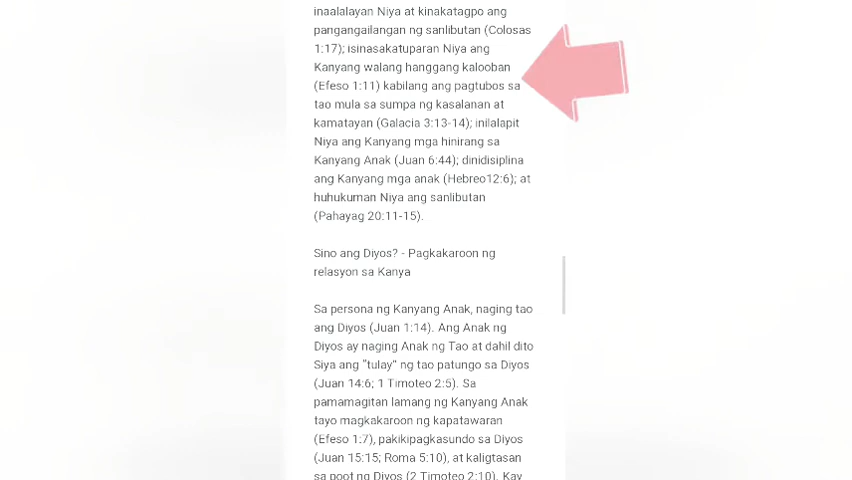 inaalalayan Niya at kinakatagpo ang
pangangailangan ng sanlibutan (Colosas
1:17); isinasakatuparan Niya ang
Kanyang walang hanggang kalooban
(Efeso 1:11) kabilang ang pagtubos sa
tao mula sa sumpa ng kasalanan at
kamatayan (Galacia 3:13-14); inilalapit
Niya ang Kanyang mga hinirang sa
Kanyang Anak (Juan 6:44); dinidisiplina
ang Kanyang mga anak (Hebreo12:6); at
huhukuman Niya ang sanlibutan
(Pahayag 20:11-15).
Sino ang Diyos? - Pagkakaroon ng
relasyon sa Kanya
Sa persona ng Kanyang Anak, naging tao
ang Diyos (Juan 1:14). Ang Anak ng
Diyos ay naging Anak ng Tao at dahil dito
Siya ang "tulay" ng tao patungo sa Diyos
(Juan 14:6; 1 Timoteo 2:5). Sa
pamamagitan lamang ng Kanyang Anak
tayo magkakaroon ng kapatawaran
(Efeso 1:7), pakikipagkasundo sa Diyos
(Juan 15:15; Roma 5:10), at kaligtasan
sa poot ng Diyos (2 Timoteo 2:10). Kay